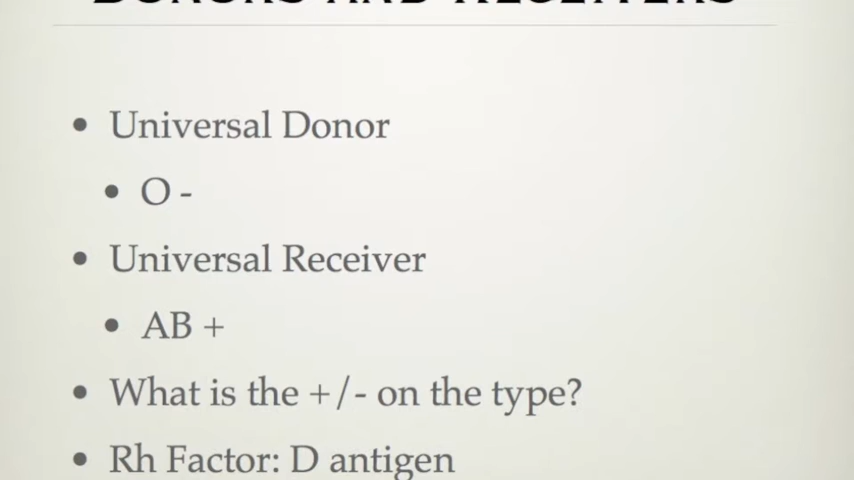 DONORS AND RECEIVERS
• Universal Donor
• O -
• Universal Receiver
• AB +
• What is the +/- on the type?
• Rh Factor: D antigen